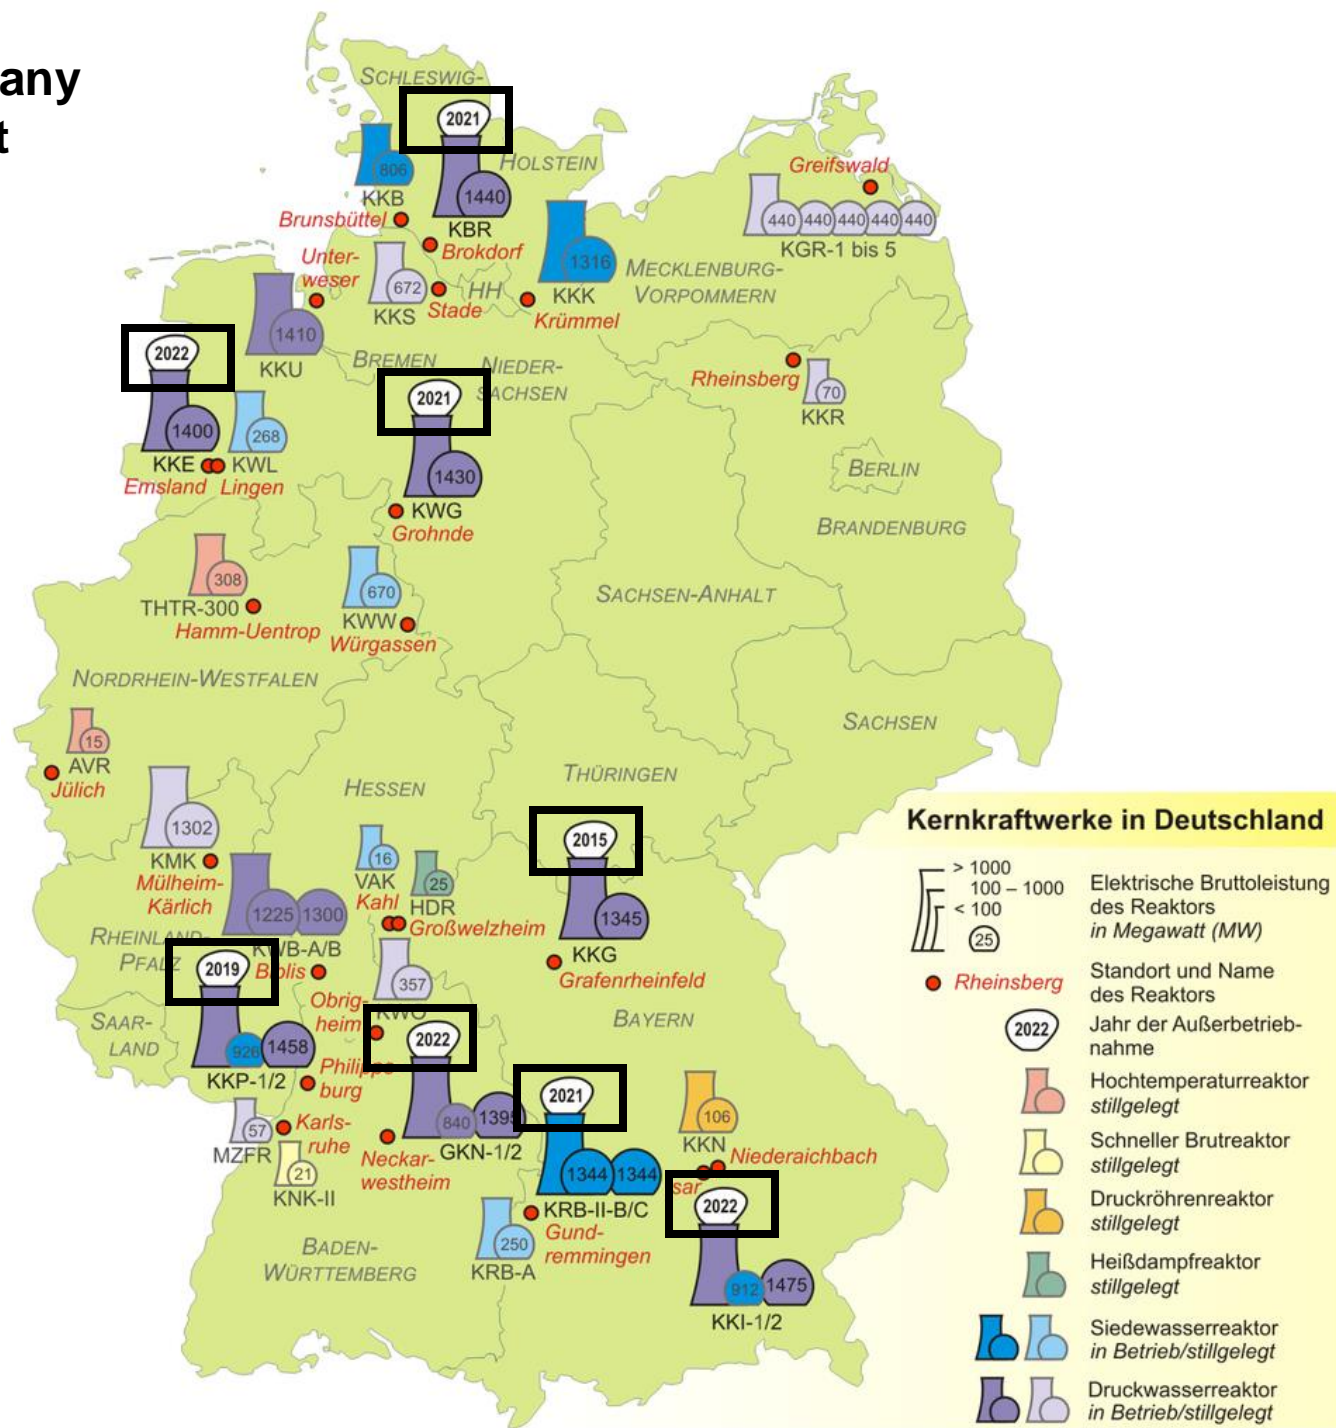 any
t
SCHLESWIG-
2021
HOLSTEIN
806
KKB
1440
KBR
Brunsbüttel
Brokdorf
Greifswald
440 440 440 440 440
KGR-1 bis 5
Unter-
weser
672
KKS
Stade
HH
1316
KKK
Krümmel
MECKLENBURG-
VORPOMMERN
1410
KKU
BREMEN
NIEDER-
SACHSEN
2022
1400
KKE
268
KWL
Emsland
Lingen
2021
1430
KWG
Grohnde
Rheinsberg
70
KKR
BERLIN
BRANDENBURG
308
THTR-300
Hamm-Uentrop
670
KWW
Würgassen
SACHSEN-ANHALT
NORDRHEIN-WESTFALEN
SACHSEN
15
AVR
Jülich
HESSEN
THÜRINGEN
1302
KMK
Mülheim-
Kärlich
1225 1300
KWB-A/B
Biblis
16
VAK
Kahl
25
HDR
Großwelzheim
2015
1345
KKG
Grafenrheinfeld
RHEINLAND-
PFALZ
2019
926 1458
KKP-1/2
Philipps-
burg
357
KWO
Obrig-
heim
SAAR-
LAND
BAYERN
2022
840 1395
GKN-1/2
Neckar-
westheim
57
MZFR
Karls-
ruhe
21
KNK-II
2021
1344 1344
KRB-II-B/C
Gund-
remmingen
250
KRB-A
106
KKN
Niederaichbach
sar
2022
912 1475
KKI-1/2
BADEN-
WÜRTTEMBERG
Kernkraftwerke in Deutschland
> 1000
100 – 1000
< 100
25
Elektrische Bruttoleistung
des Reaktors
in Megawatt (MW)
Rheinsberg
Standort und Name
des Reaktors
2022
Jahr der Außerbetrieb-
nahme
Hochtemperaturreaktor
stillgelegt
Schneller Brutreaktor
stillgelegt
Druckröhrenreaktor
stillgelegt
Heißdampfreaktor
stillgelegt
Siedewasserreaktor
in Betrieb/stillgelegt
Druckwasserreaktor
in Betrieb/stillgelegt